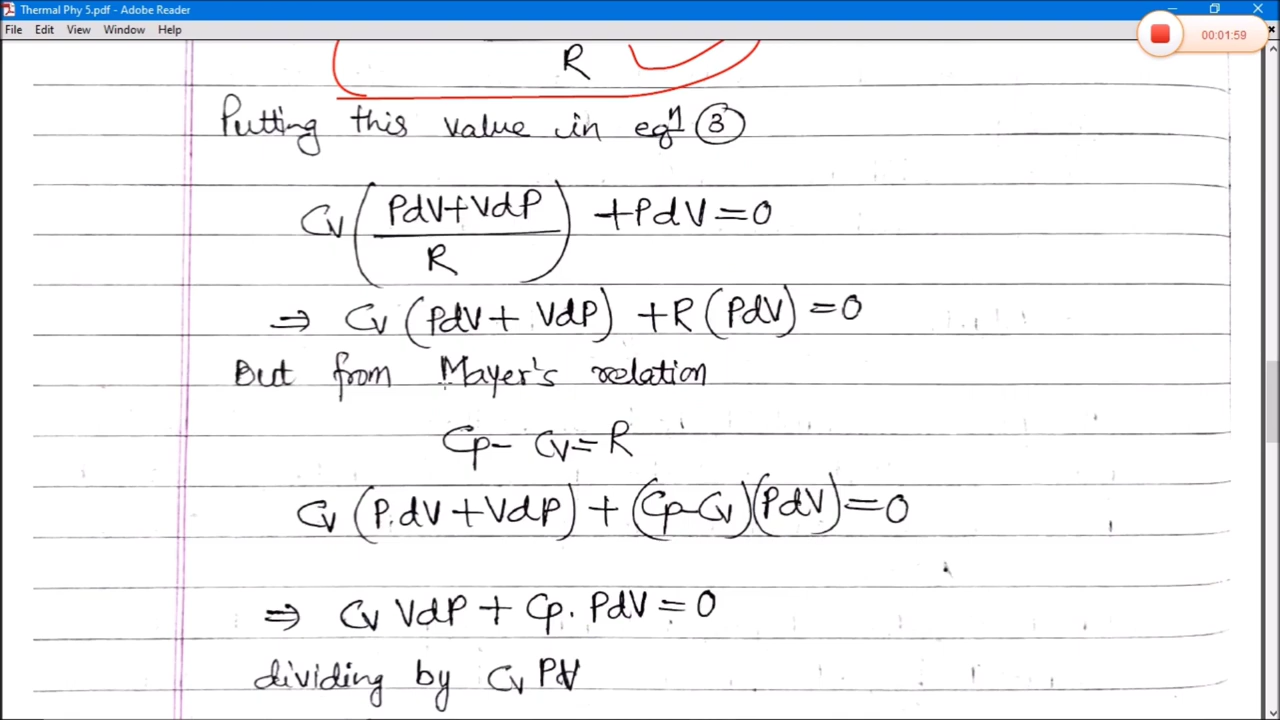 Thermal Phy 5.pdf - Adobe Reader
File Edit View Window Help
00:01:59
R
Putting this value in eqⁿ ③
Cv (PdV+VdP / R) +PdV=0
⇒ Cv (PdV+ VdP) +R (PdV) =0
But from Mayer's relation
Cp- Cv=R
Cv (P.dV+VdP) + (Cp-Cv)(PdV)=0
⇒ Cv VdP + Cp. PdV=0
dividing by Cv PV